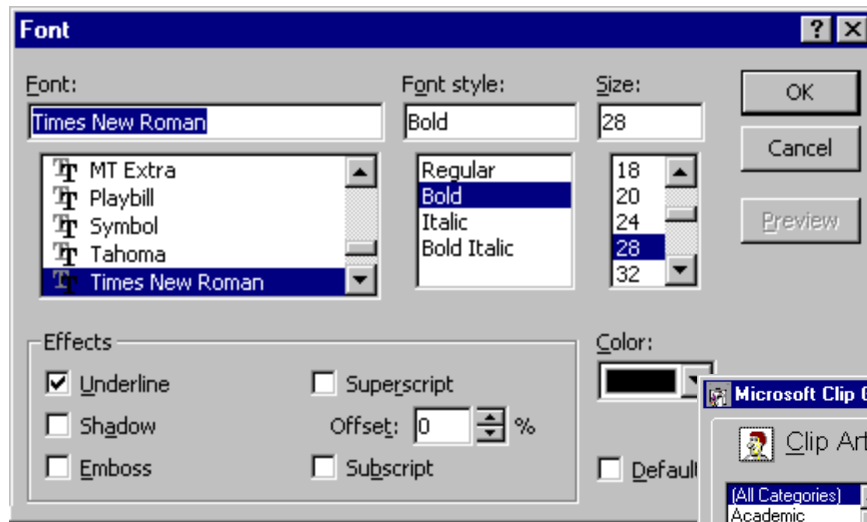 Font
Font: Font style: Size:
Times New Roman Bold 28 OK
MT Extra Regular 18 Cancel
Playbill Bold 20
Symbol Italic 24 Preview
Tahoma Bold Italic 28
Times New Roman 32
Effects Color:
Underline Superscript
Shadow Offset: 0 %
Emboss Subscript Default
Microsoft Clip
Clip Art
(All Categories)
Academic